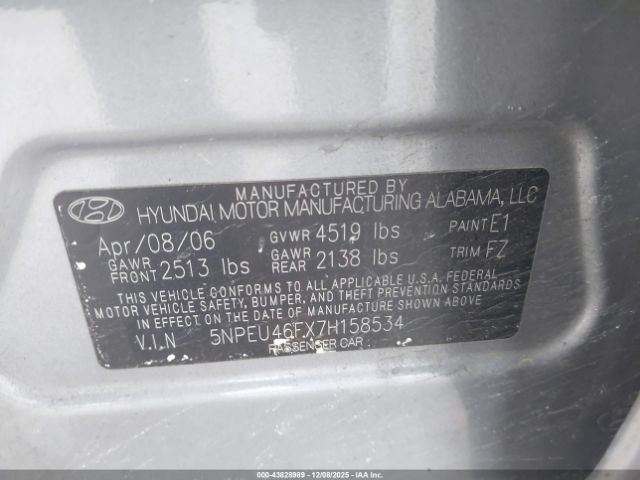 MANUFACTURED BY
HYUNDAI MOTOR MANUFACTURING ALABAMA, LLC
Apr/08/06 GVWR 4519 lbs PAINT E1
GAWR FRONT 2513 lbs GAWR REAR 2138 lbs TRIM FZ
THIS VEHICLE CONFORMS TO ALL APPLICABLE U.S.A. FEDERAL
MOTOR VEHICLE SAFETY, BUMPER, AND THEFT PREVENTION STANDARDS
IN EFFECT ON THE DATE OF MANUFACTURE SHOWN ABOVE.
V.I.N 5NPEU46FX7H158534
PASSENGER CAR
000-43828989 | 12/08/2025 - IAA Inc.